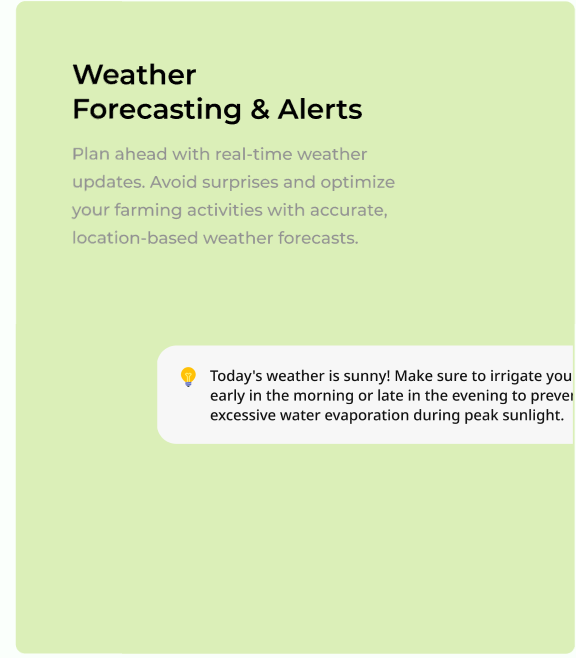 Weather
Forecasting & Alerts
Plan ahead with real-time weather
updates. Avoid surprises and optimize
your farming activities with accurate,
location-based weather forecasts.
Today's weather is sunny! Make sure to irrigate you
early in the morning or late in the evening to preve
excessive water evaporation during peak sunlight.